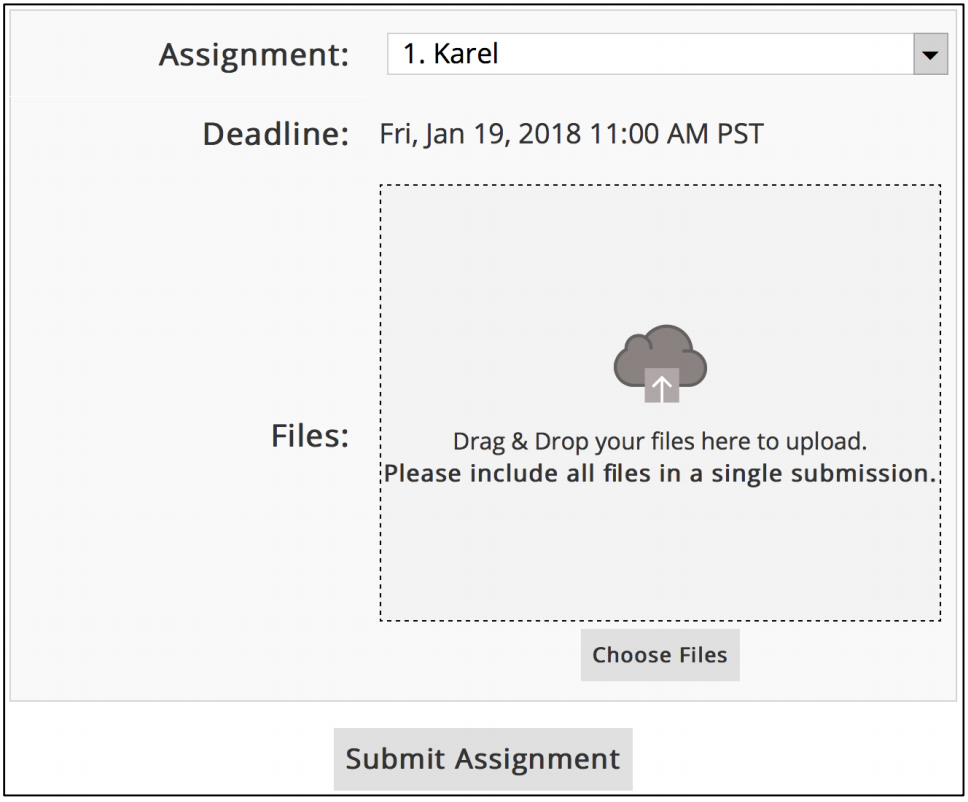 Assignment: 1. Karel
Deadline: Fri, Jan 19, 2018 11:00 AM PST
Files:
Drag & Drop your files here to upload.
Please include all files in a single submission.
Choose Files
Submit Assignment